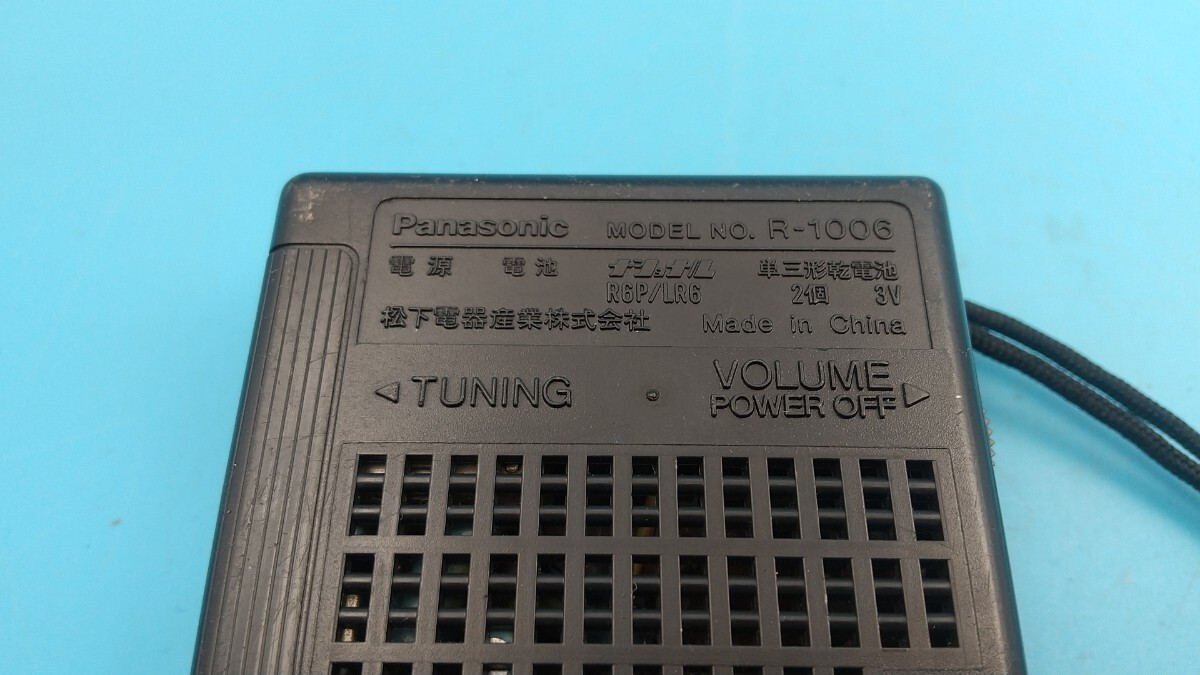 Panasonic MODEL NO. R-1006
電源 電池 ナショナル 単三形乾電池
R6P/LR6 2個 3V
松下電器産業株式会社 Made in China
◁ TUNING
VOLUME
POWER OFF ▷